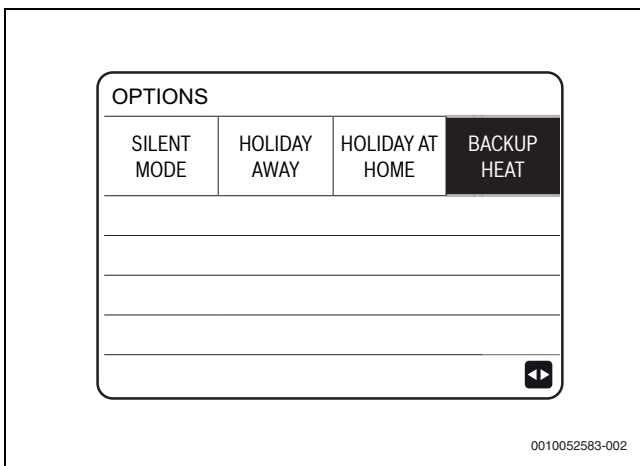 OPTIONS
SILENT MODE
HOLIDAY AWAY
HOLIDAY AT HOME
BACKUP HEAT
0010052583-002